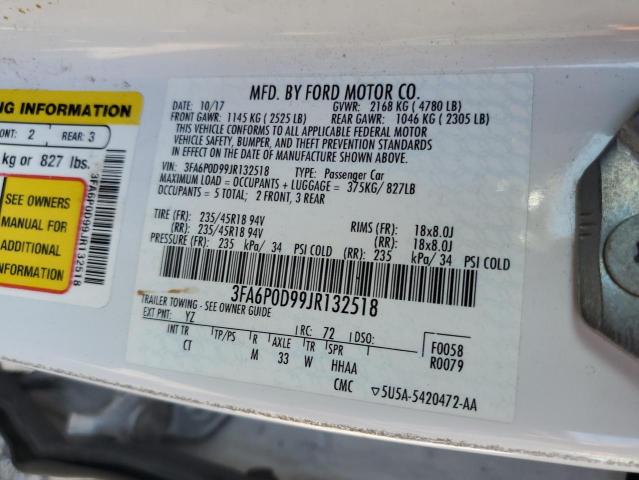 MFD. BY FORD MOTOR CO.
DATE: 10/17 GVWR: 2168 KG ( 4780 LB)
FRONT GAWR: 1145 KG ( 2525 LB) REAR GAWR: 1046 KG ( 2305 LB)
THIS VEHICLE CONFORMS TO ALL APPLICABLE FEDERAL MOTOR
VEHICLE SAFETY, BUMPER, AND THEFT PREVENTION STANDARDS
IN EFFECT ON THE DATE OF MANUFACTURE SHOWN ABOVE.
VIN: 3FA6P0D99JR132518 TYPE: Passenger Car
MAXIMUM LOAD = OCCUPANTS + LUGGAGE = 375KG/ 827LB
OCCUPANTS = 5 TOTAL; 2 FRONT, 3 REAR
TIRE (FR): 235/45R18 94V RIMS (FR): 18x8.0J
(RR): 235/45R18 94V (RR): 18x8.0J
PRESSURE (FR): 235 kPa/ 34 PSI COLD (RR): 235 kPa/ 34 PSI COLD
3FA6P0D99JR132518
TRAILER TOWING - SEE OWNER GUIDE
EXT PNT: YZ RC: 72 DSO:
INT TR TP/PS R AXLE TR SPR F0058
CT M 33 W HHAA R0079
CMC 5U5A-5420472-AA
NG INFORMATION
ONT: 2 REAR: 3
kg or 827 lbs.
SEE OWNERS
MANUAL FOR
ADDITIONAL
INFORMATION
3FA6P0D99JR132518